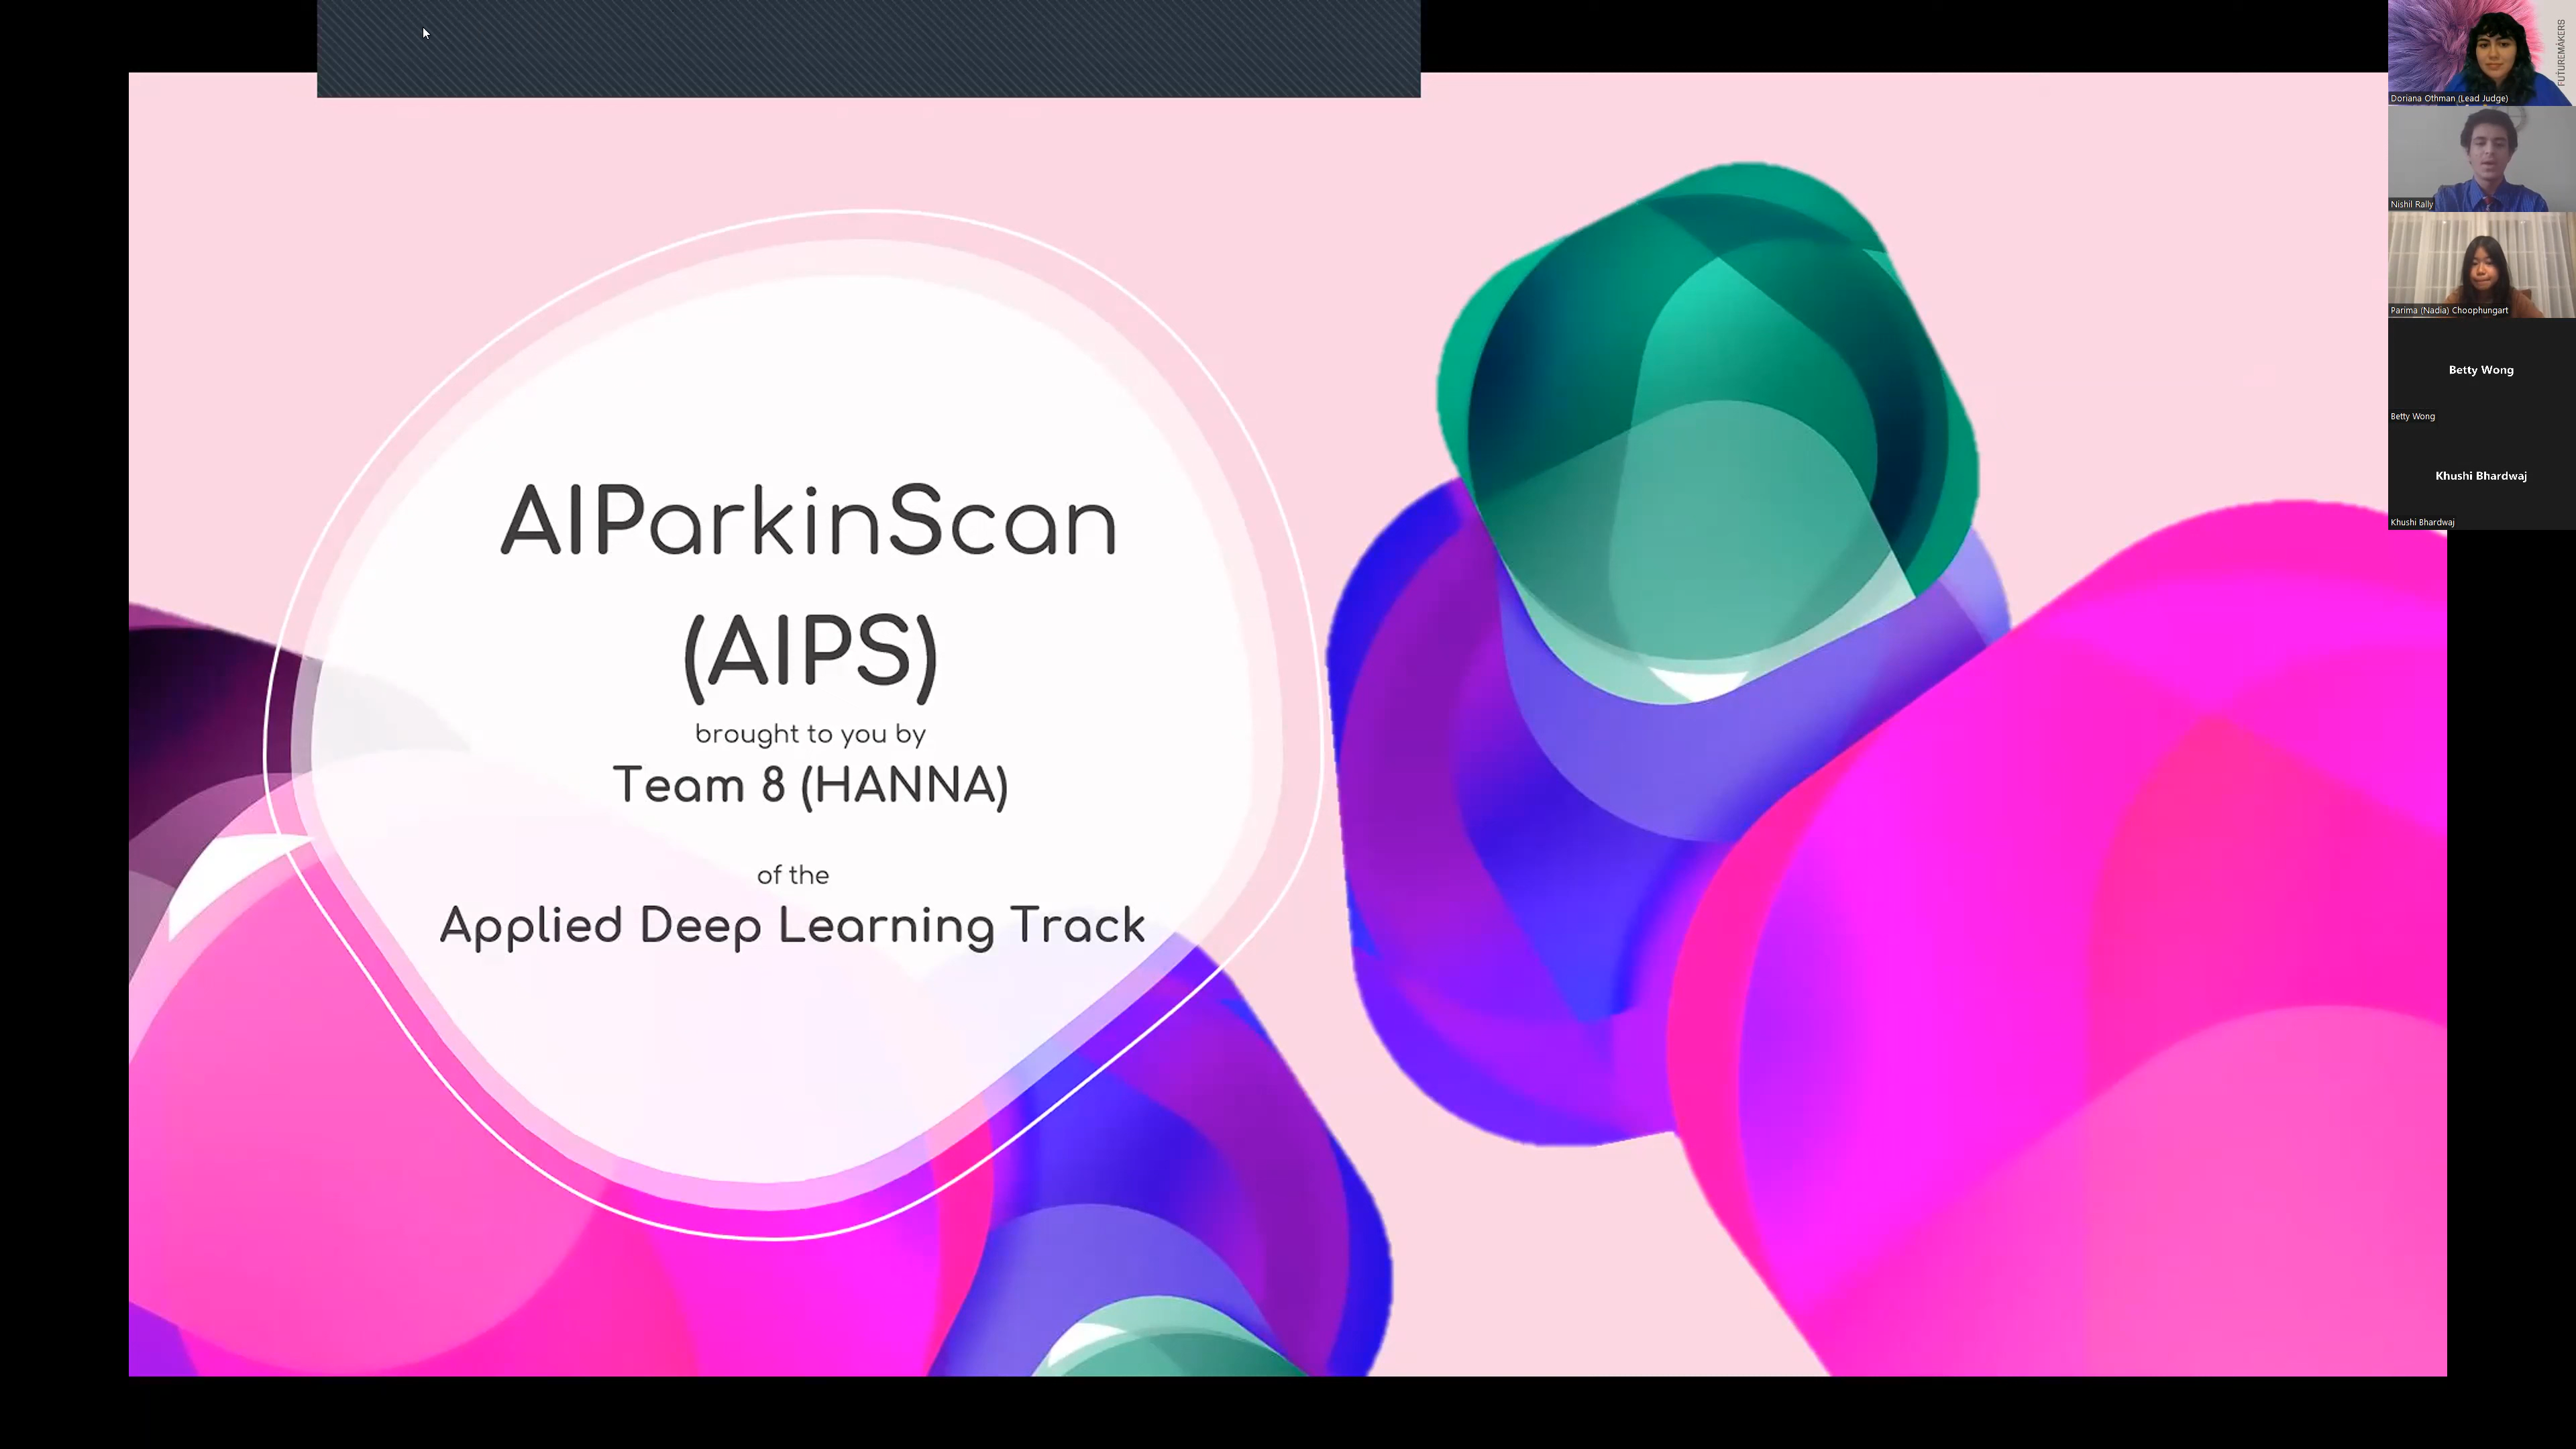 AIParkinScan
(AIPS)
brought to you by
Team 8 (HANNA)
of the
Applied Deep Learning Track
FUTUREMAKERS
Doriana Othman (Lead Judge)
Nishil Rally
Parima (Nadia) Choophungart
Betty Wong
Betty Wong
Khushi Bhardwaj
Khushi Bhardwaj